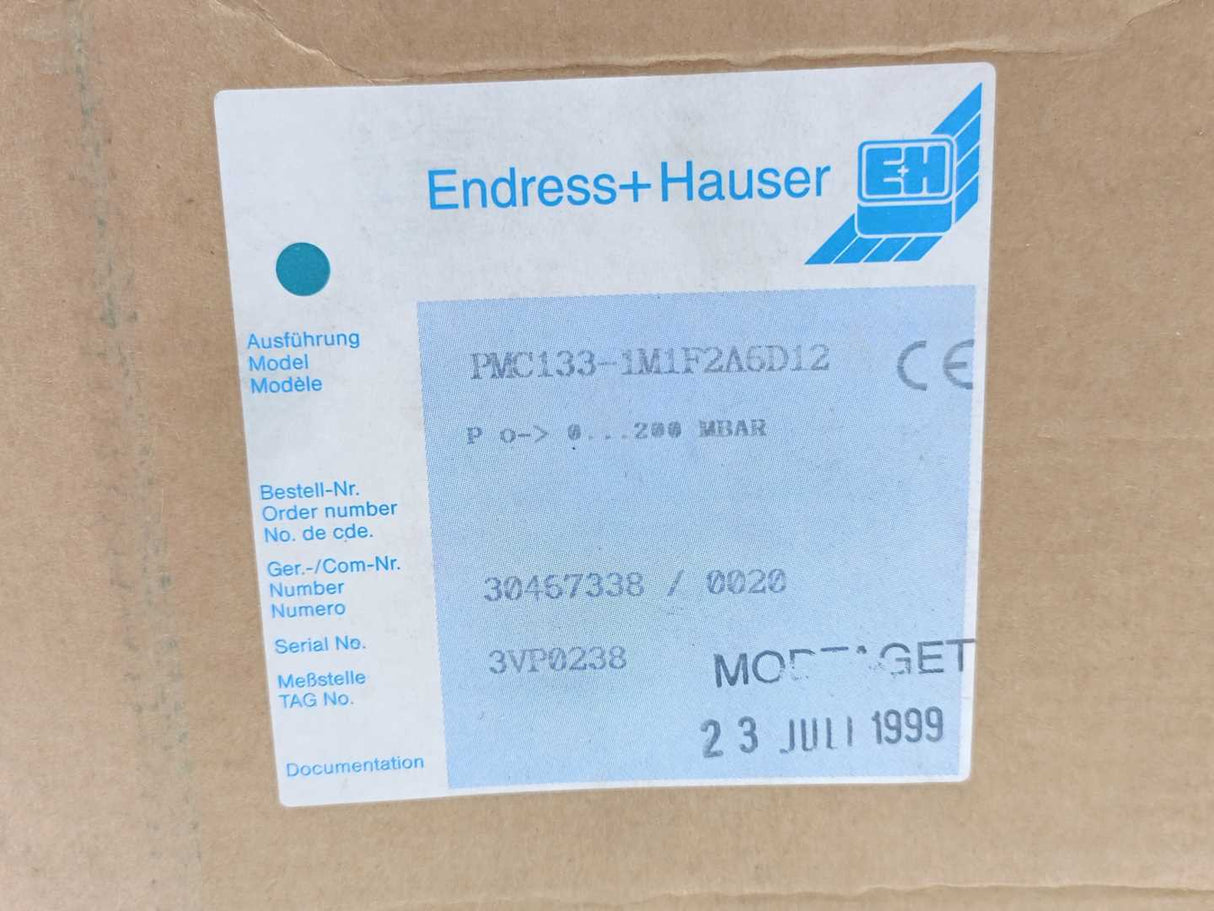 Endress+Hauser
E+H
Ausführung
Model
Modèle
PMC133-1M1F2A6D12
CE
P o-> 0...200 MBAR
Bestell-Nr.
Order number
No. de cde.
Ger.-/Com-Nr.
Number
Numero
30467338 / 0020
Serial No.
3VP0238
Meßstelle
TAG No.
23 JULI 1999
Documentation